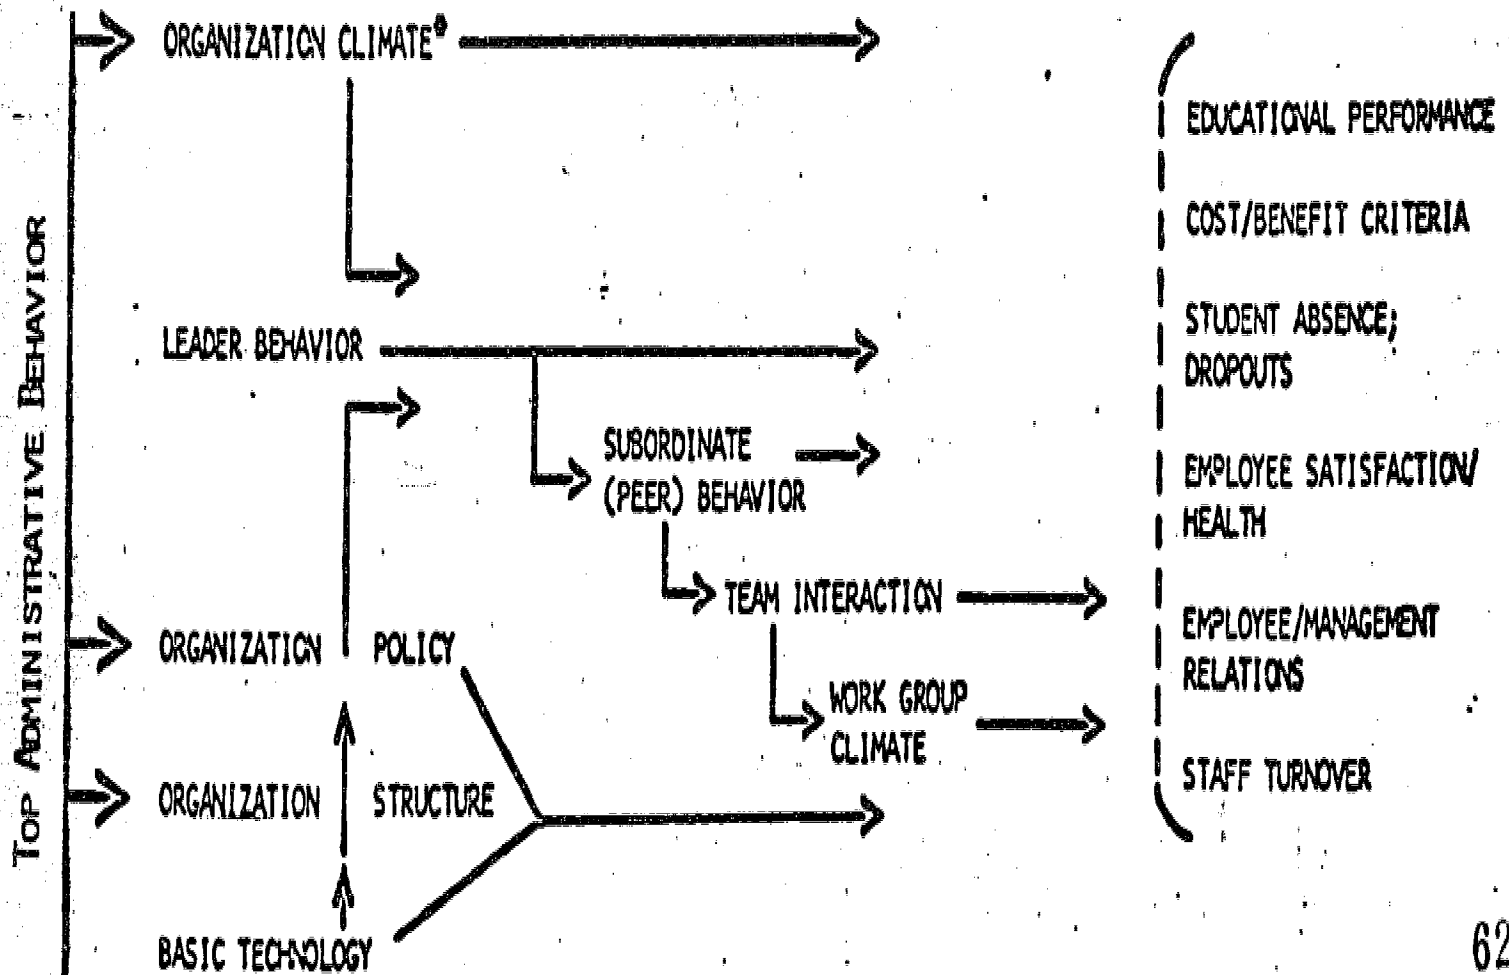 TOP ADMINISTRATIVE BEHAVIOR
ORGANIZATION CLIMATE
LEADER BEHAVIOR
SUBORDINATE
(PEER) BEHAVIOR
TEAM INTERACTION
ORGANIZATION POLICY
WORK GROUP
CLIMATE
ORGANIZATION STRUCTURE
BASIC TECHNOLOGY
EDUCATIONAL PERFORMANCE
COST/BENEFIT CRITERIA
STUDENT ABSENCE;
DROPOUTS
EMPLOYEE SATISFACTION/
HEALTH
EMPLOYEE/MANAGEMENT
RELATIONS
STAFF TURNOVER
62